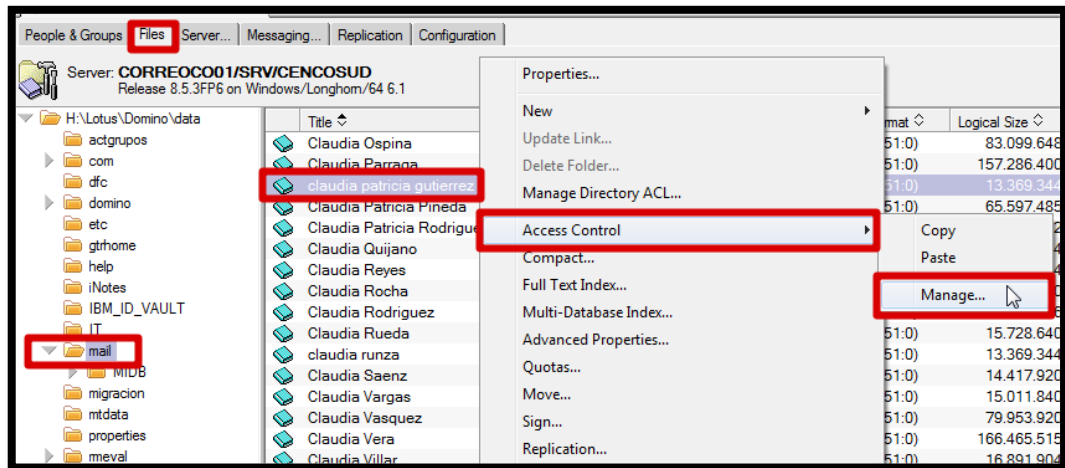 People & Groups Files Server... Messaging... Replication Configuration
Server: CORREOCO01/SRV/CENCOSUD
Release 8.5.3FP6 on Windows/Longhorn/64 6.1
H:\Lotus\Domino\data
actgrupos
com
dfc
domino
etc
gtrhome
help
iNotes
IBM_ID_VAULT
IT
mail
MIDB
migracion
mtdata
properties
rneval
Title
Claudia Ospina
Claudia Parraga
claudia patricia gutierrez
Claudia Patricia Pineda
Claudia Patricia Rodrigue
Claudia Quijano
Claudia Reyes
Claudia Rocha
Claudia Rodriguez
Claudia Rueda
claudia runza
Claudia Saenz
Claudia Vargas
Claudia Vasquez
Claudia Vera
Claudia Villar
Properties...
New
Update Link...
Delete Folder...
Manage Directory ACL...
Access Control
Compact...
Full Text Index...
Multi-Database Index...
Advanced Properties...
Quotas...
Move...
Sign...
Replication...
Copy
Paste
Manage...
mat Logical Size
51:0) 83.099.648
51:0) 157.286.400
51:0) 13.369.344
51:0) 65.597.485
51:0) 15.728.640
51:0) 13.369.344
51:0) 14.417.920
51:0) 15.011.840
51:0) 79.953.920
51:0) 166.465.515
51:0) 16.891.904